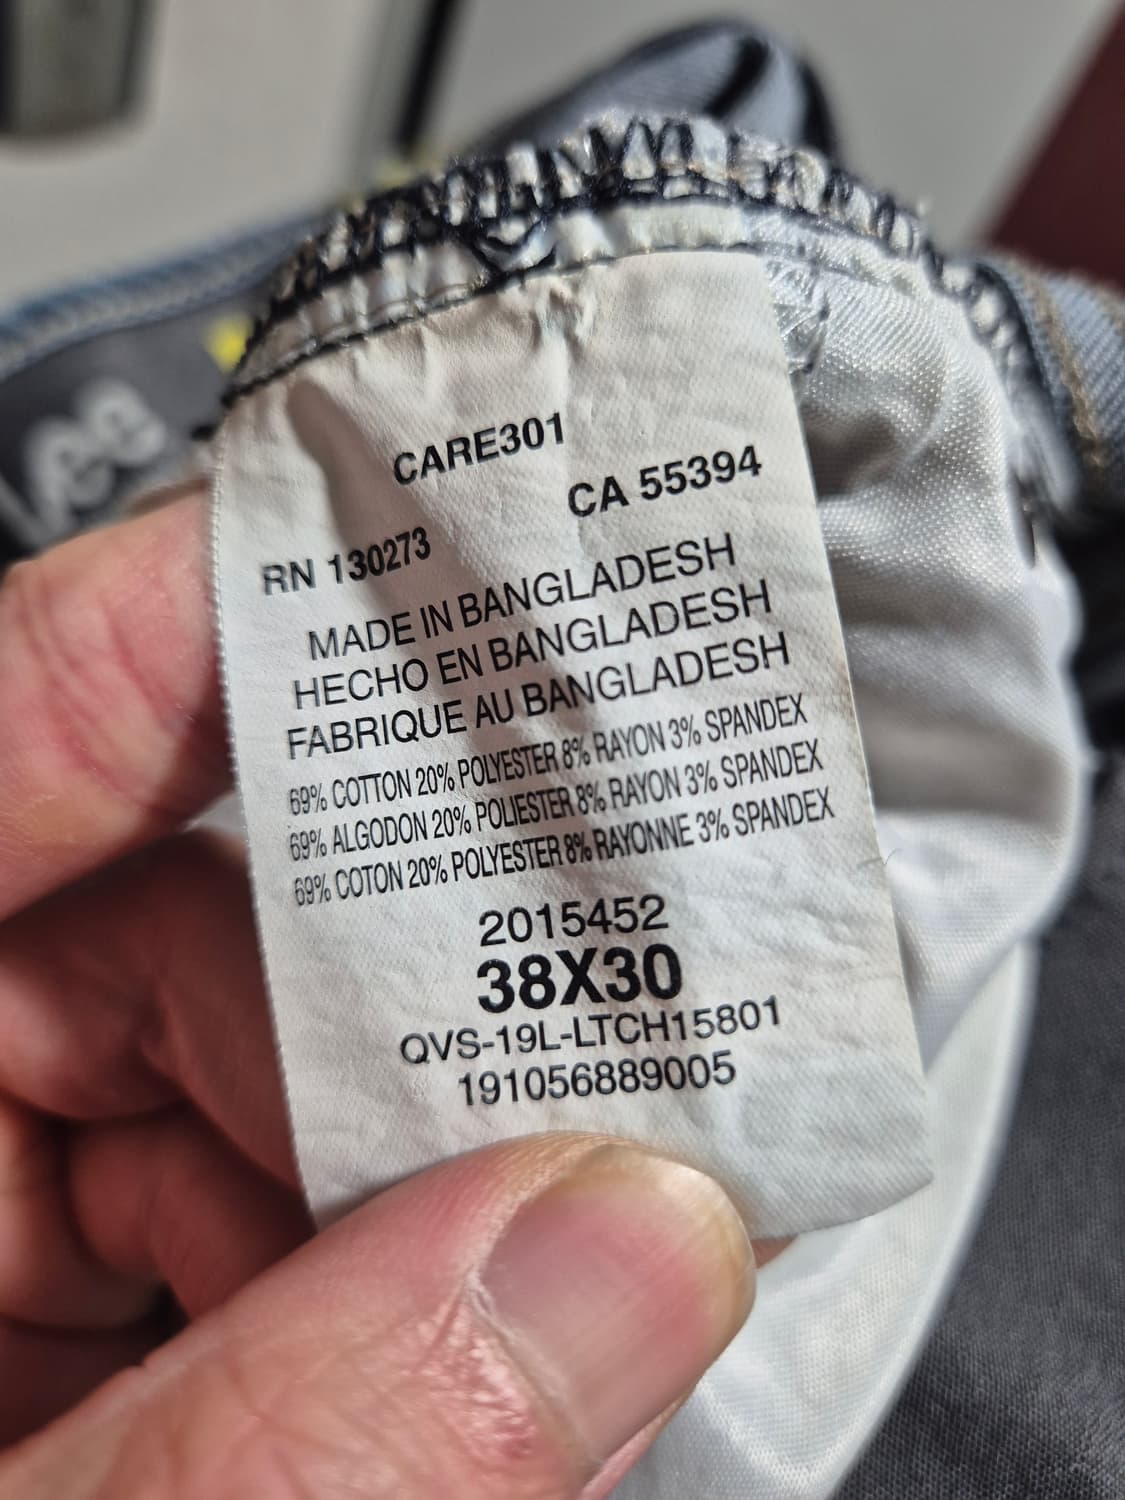 Lee
CARE301
CA 55394
RN 130273
MADE IN BANGLADESH
HECHO EN BANGLADESH
FABRIQUE AU BANGLADESH
69% COTTON 20% POLYESTER 8% RAYON 3% SPANDEX
69% ALGODON 20% POLIESTER 8% RAYON 3% SPANDEX
69% COTON 20% POLYESTER 8% RAYONNE 3% SPANDEX
2015452
38X30
QVS-19L-LTCH15801
191056889005